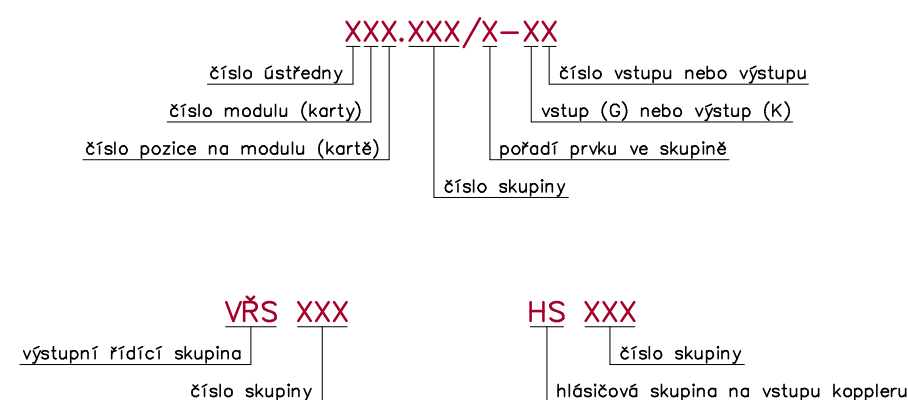 XXX.XXX/X-XX
číslo ústředny
číslo vstupu nebo výstupu
číslo modulu (karty)
vstup (G) nebo výstup (K)
číslo pozice na modulu (kartě)
pořadí prvku ve skupině
číslo skupiny
VŘS XXX
HS XXX
výstupní řídící skupina
číslo skupiny
číslo skupiny
hlásičová skupina na vstupu koppleru